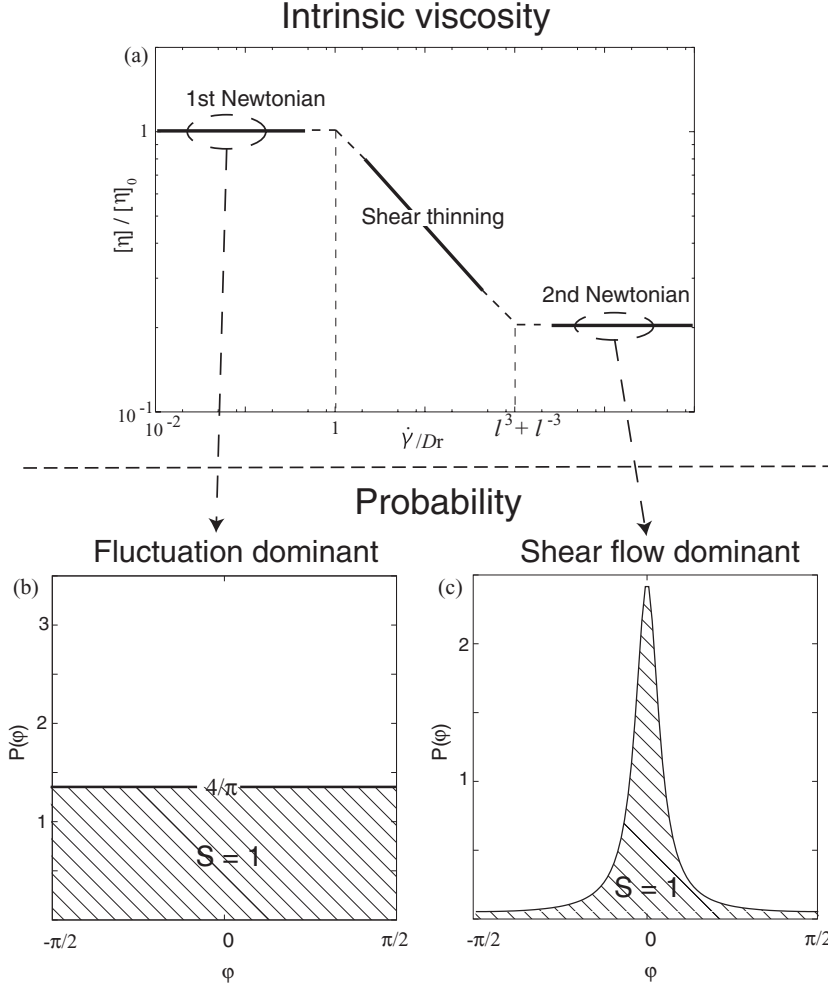 Intrinsic viscosity
(a)
1st Newtonian
1
[η] / [η]0
Shear thinning
2nd Newtonian
10-1
10-2
1
γ̇/Dr
l3 + l-3
Probability
Fluctuation dominant
Shear flow dominant
(b)
3
2
P(φ)
4/π
1
S = 1
-π/2
0
π/2
φ
(c)
2
P(φ)
1
S = 1
-π/2
0
π/2
φ